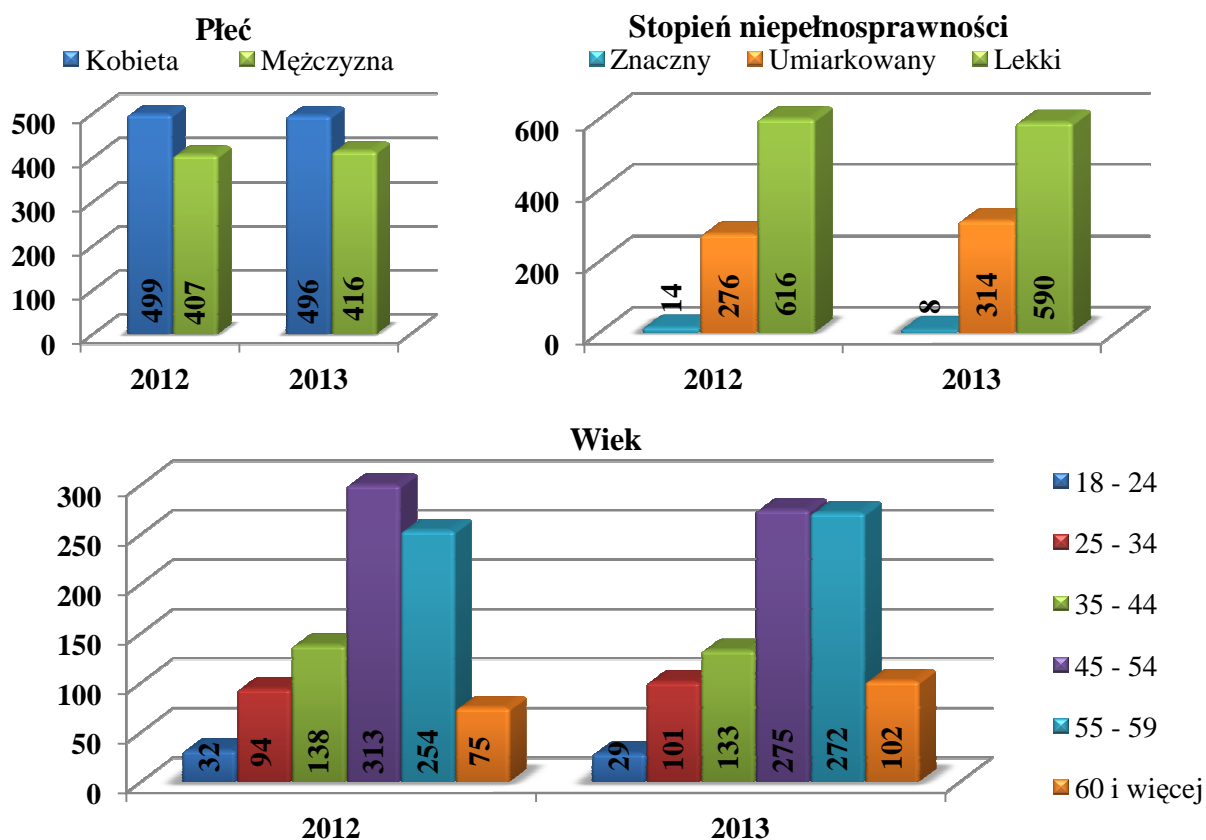 Płeć
Kobieta Mężczyzna
500
400
300
200
100
0
499 407 496 416
2012 2013
Stopień niepełnosprawności
Znaczny Umiarkowany Lekki
600
400
200
0
14 276 616 8 314 590
2012 2013
Wiek
300
250
200
150
100
50
0
32 94 138 313 254 75 29 101 133 275 272 102
2012 2013
18 - 24
25 - 34
35 - 44
45 - 54
55 - 59
60 i więcej